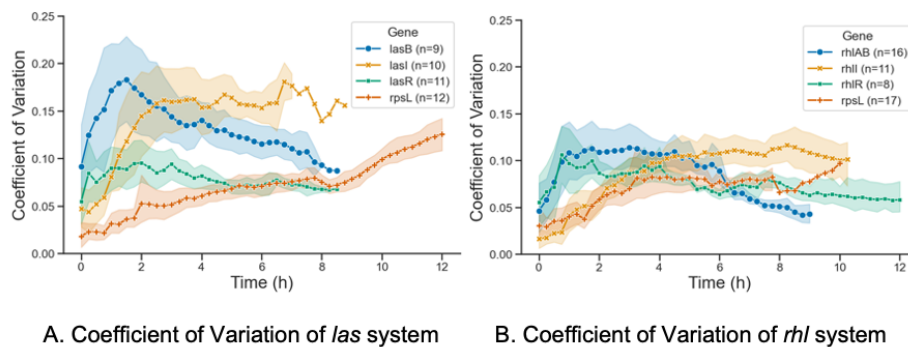 0.25
0.20
0.15
0.10
0.05
0.00
Coefficient of Variation
0 2 4 6 8 10 12
Time (h)
Gene
lasB (n=9)
lasI (n=10)
lasR (n=11)
rpsL (n=12)
A. Coefficient of Variation of las system
0.25
0.20
0.15
0.10
0.05
0.00
Coefficient of Variation
0 2 4 6 8 10 12
Time (h)
Gene
rhlAB (n=16)
rhlI (n=11)
rhlR (n=8)
rpsL (n=17)
B. Coefficient of Variation of rhl system